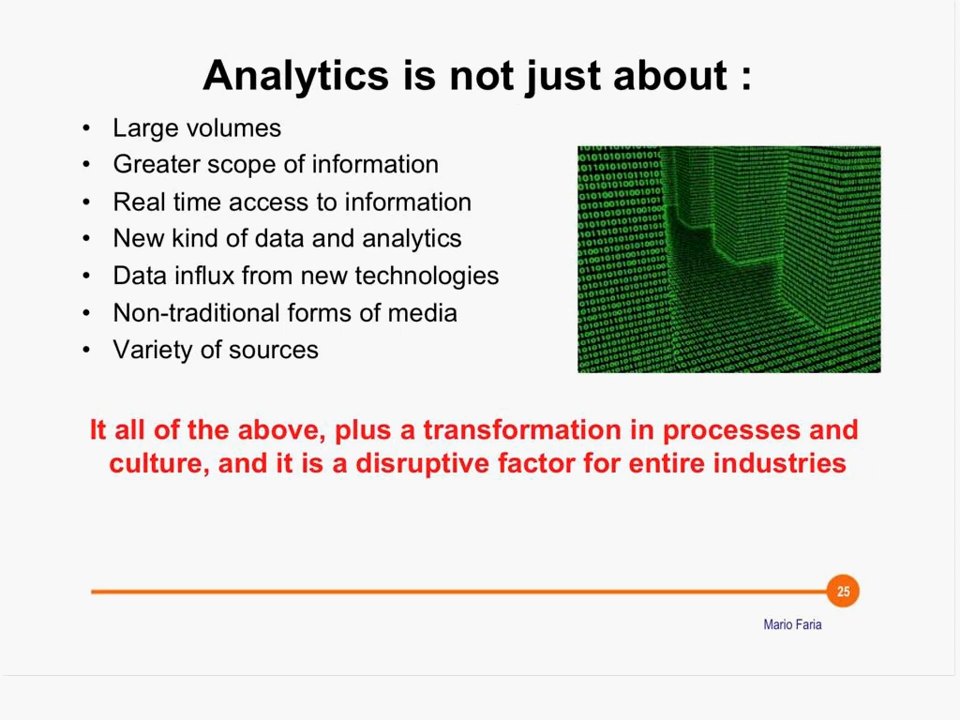 Analytics is not just about :
• Large volumes
• Greater scope of information
• Real time access to information
• New kind of data and analytics
• Data influx from new technologies
• Non-traditional forms of media
• Variety of sources
It all of the above, plus a transformation in processes and
culture, and it is a disruptive factor for entire industries
25
Mario Faria